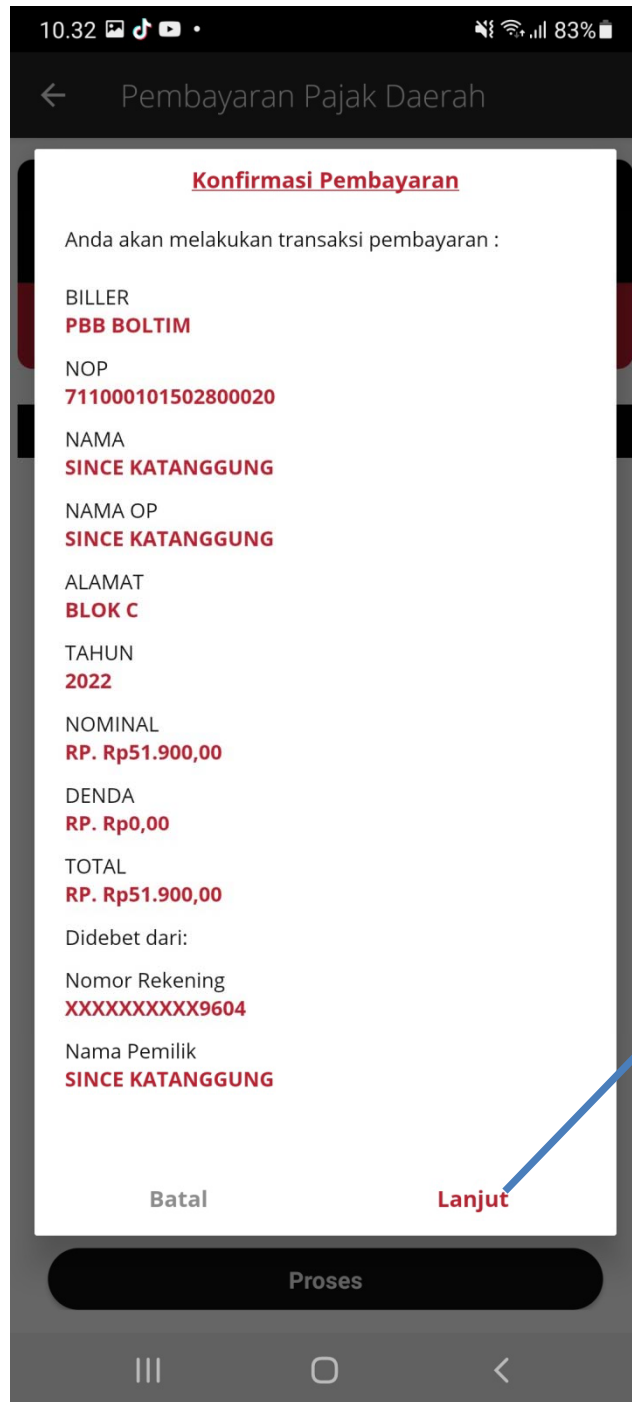 10.32 83%
Pembayaran Pajak Daerah
Konfirmasi Pembayaran
Anda akan melakukan transaksi pembayaran :
BILLER
PBB BOLTIM
NOP
711000101502800020
NAMA
SINCE KATANGGUNG
NAMA OP
SINCE KATANGGUNG
ALAMAT
BLOK C
TAHUN
2022
NOMINAL
RP. Rp51.900,00
DENDA
RP. Rp0,00
TOTAL
RP. Rp51.900,00
Didebet dari:
Nomor Rekening
XXXXXXXXXX9604
Nama Pemilik
SINCE KATANGGUNG
Batal Lanjut
Proses